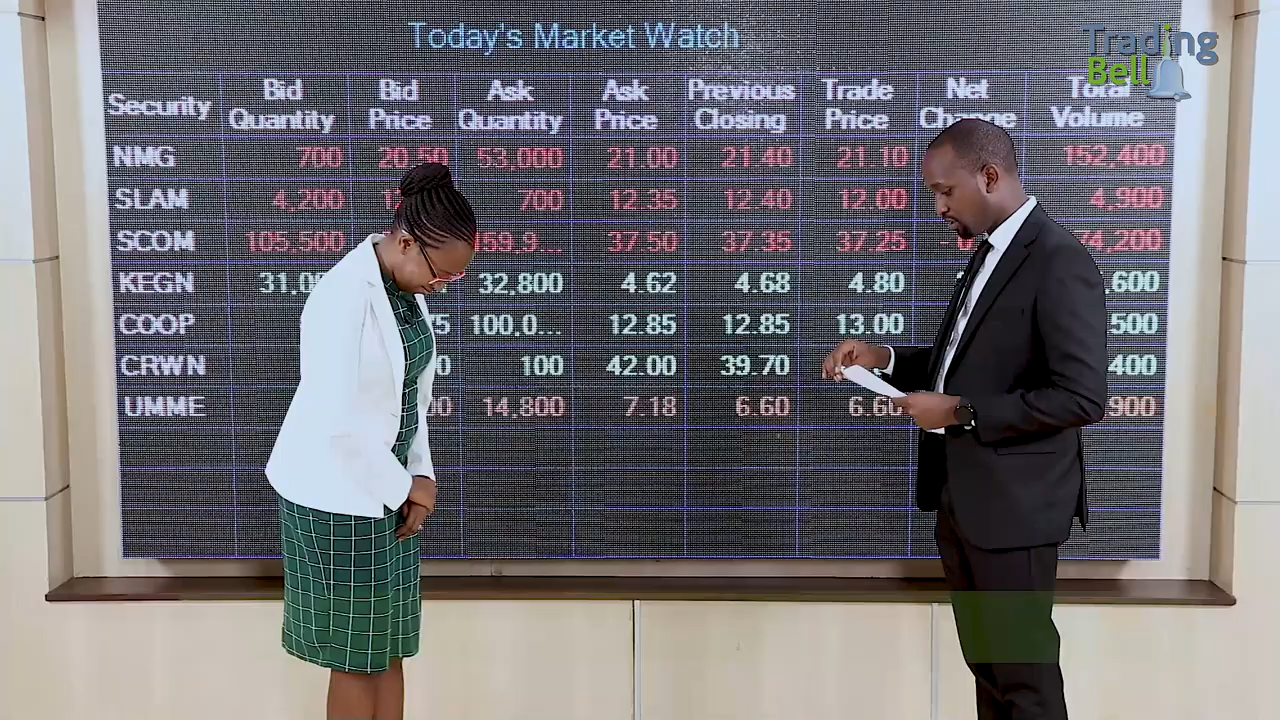 Today's Market Watch
Trading
Bell
Security Bid Quantity Bid Price Ask Quantity Ask Price Previous Closing Trade Price Net Change Total Volume
NMG 700 20.50 53,000 21.00 21.40 21.10 152,400
SLAM 4,200 700 12.35 12.40 12.00 4,900
SCOM 105,500 37.50 37.35 37.25
KEGN 32,800 4.62 4.68 4.80
COOP 100,0... 12.85 12.85 13.00
CRWN 100 42.00 39.70
UMME 14,800 7.18 6.60 6.60